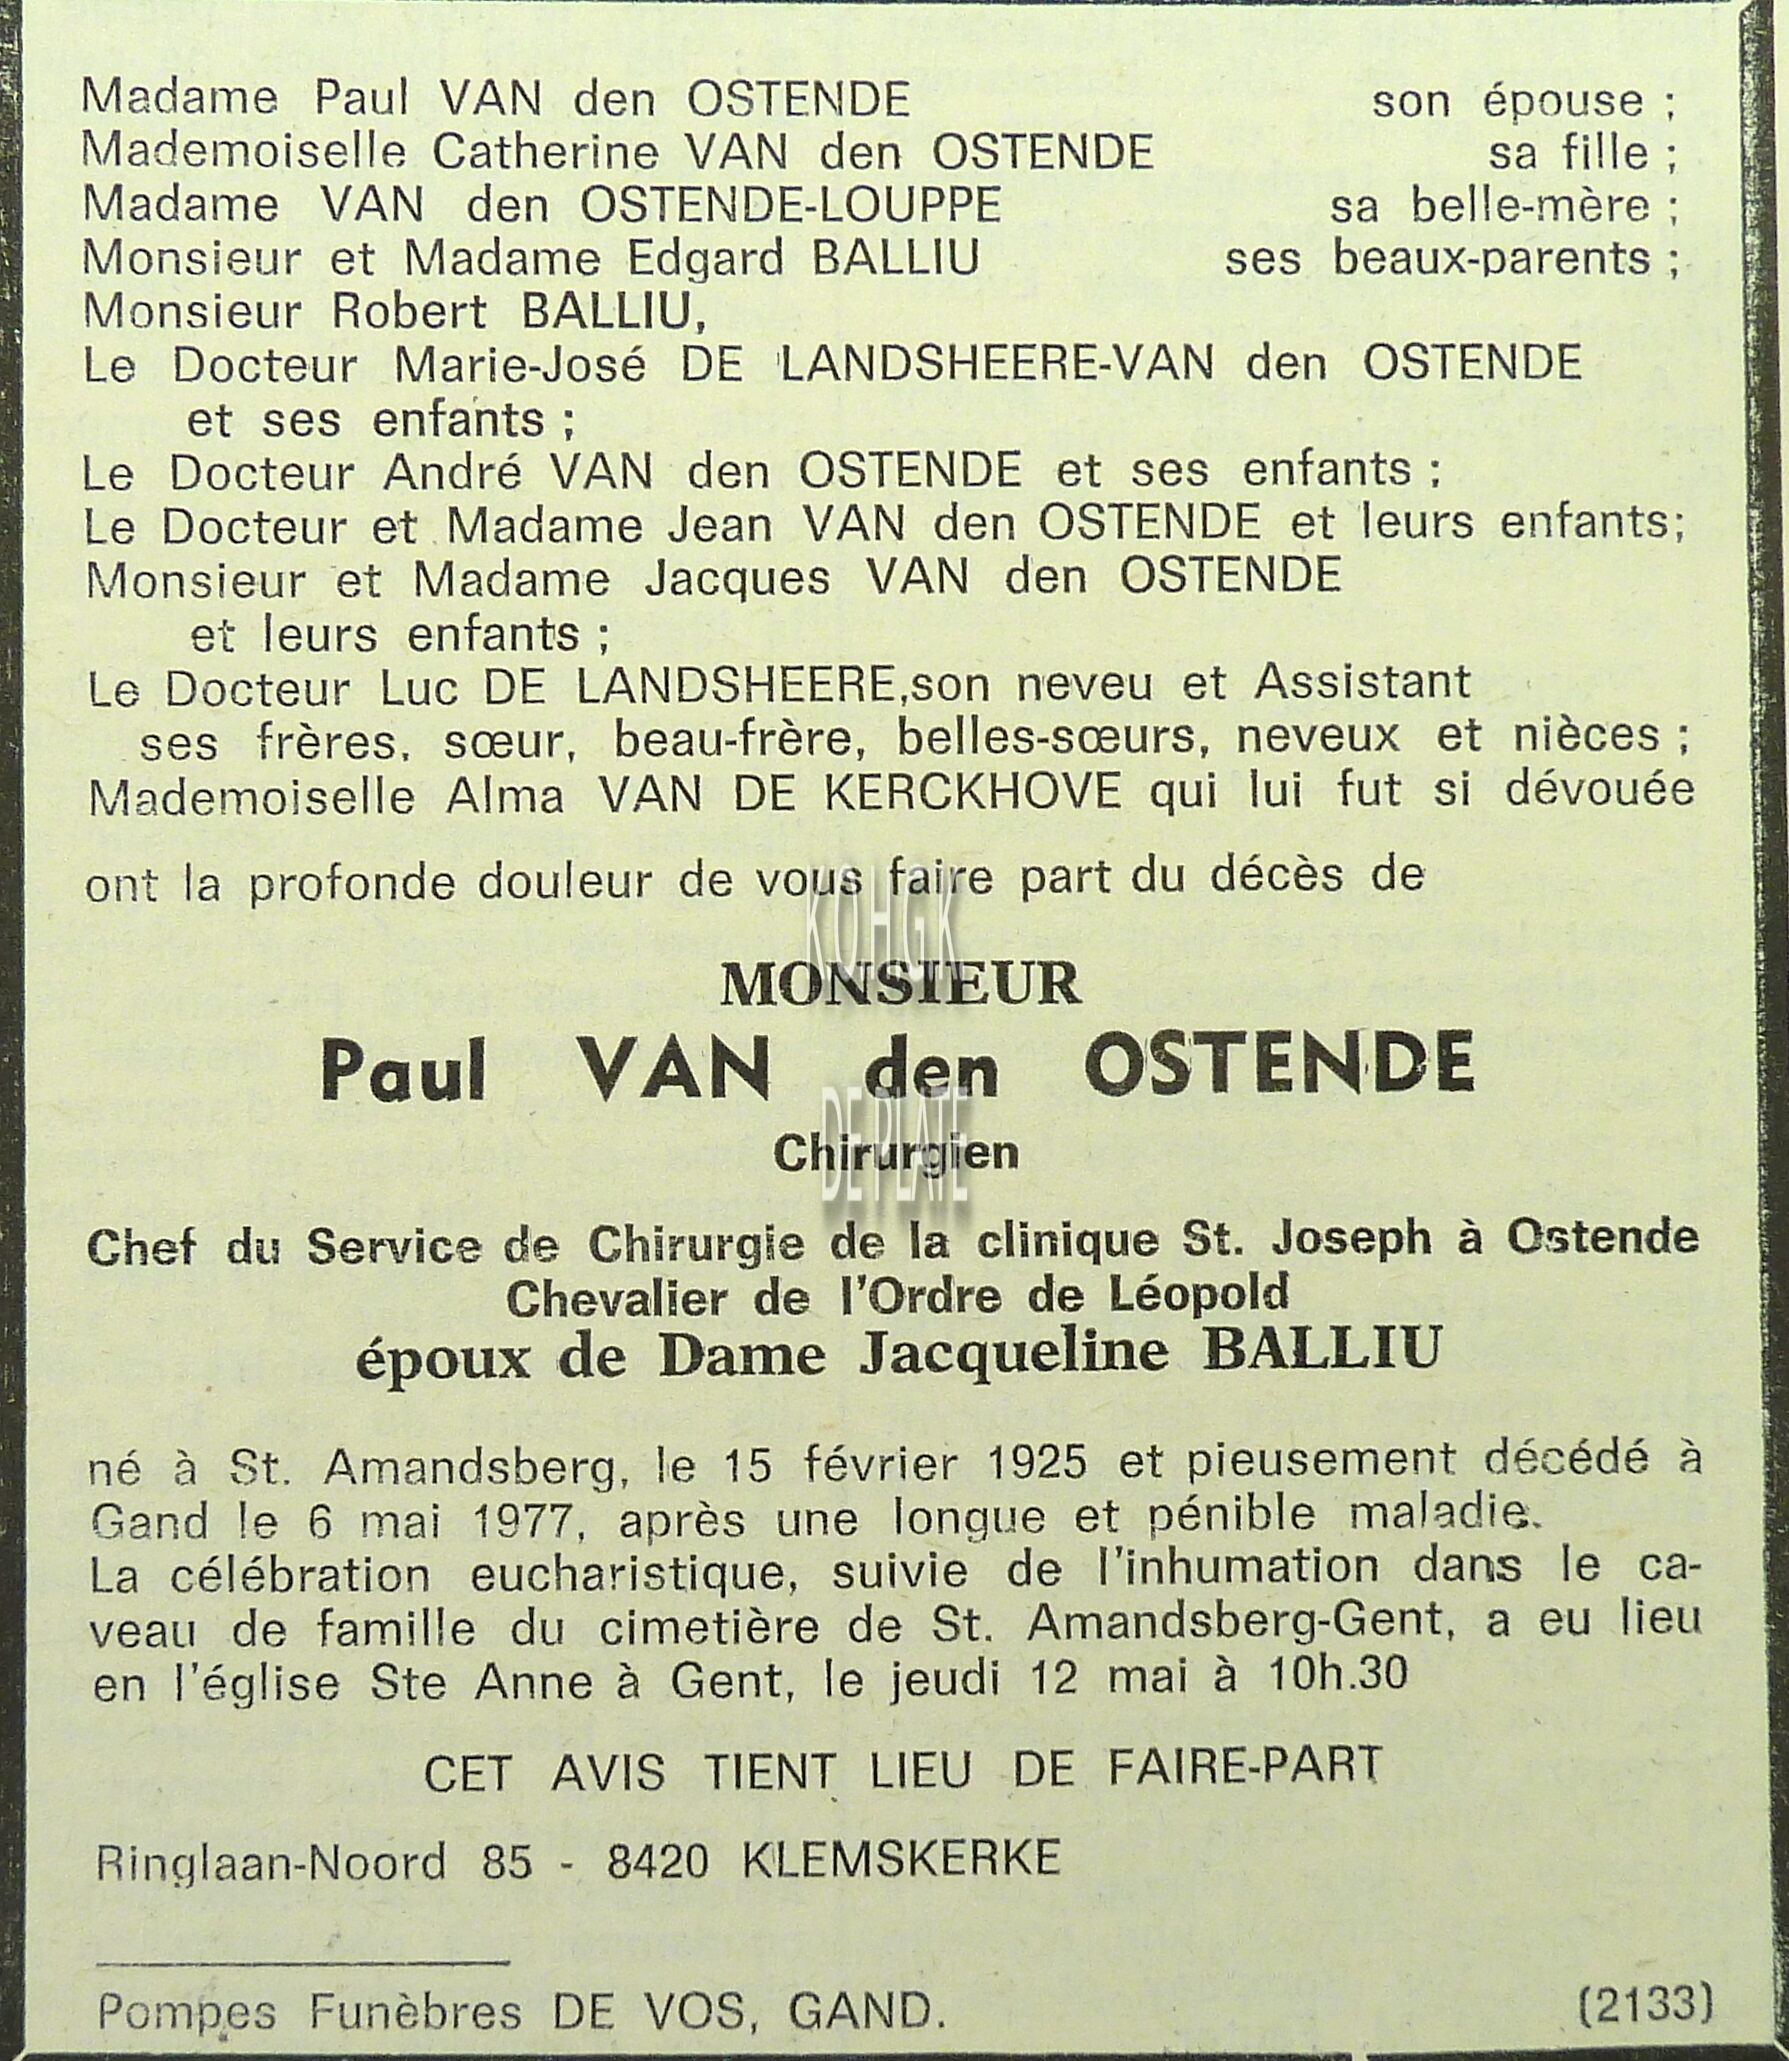 Madame Paul VAN den OSTENDE son épouse ;
Mademoiselle Catherine VAN den OSTENDE sa fille ;
Madame VAN den OSTENDE-LOUPPE sa belle-mère ;
Monsieur et Madame Edgard BALLIU ses beaux-parents ;
Monsieur Robert BALLIU,
Le Docteur Marie-José DE LANDSHEERE-VAN den OSTENDE
et ses enfants ;
Le Docteur André VAN den OSTENDE et ses enfants ;
Le Docteur et Madame Jean VAN den OSTENDE et leurs enfants;
Monsieur et Madame Jacques VAN den OSTENDE
et leurs enfants ;
Le Docteur Luc DE LANDSHEERE,son neveu et Assistant
ses frères, sœur, beau-frère, belles-sœurs, neveux et nièces ;
Mademoiselle Alma VAN DE KERCKHOVE qui lui fut si dévouée
ont la profonde douleur de vous faire part du décès de
KOHGK
MONSIEUR
Paul VAN den OSTENDE
DE PLATE
Chirurgien
Chef du Service de Chirurgie de la clinique St. Joseph à Ostende
Chevalier de l'Ordre de Léopold
époux de Dame Jacqueline BALLIU
né à St. Amandsberg, le 15 février 1925 et pieusement décédé à
Gand le 6 mai 1977, après une longue et pénible maladie.
La célébration eucharistique, suivie de l'inhumation dans le ca-
veau de famille du cimetière de St. Amandsberg-Gent, a eu lieu
en l'église Ste Anne à Gent, le jeudi 12 mai à 10h.30
CET AVIS TIENT LIEU DE FAIRE-PART
Ringlaan-Noord 85 - 8420 KLEMSKERKE
Pompes Funèbres DE VOS, GAND. (2133)